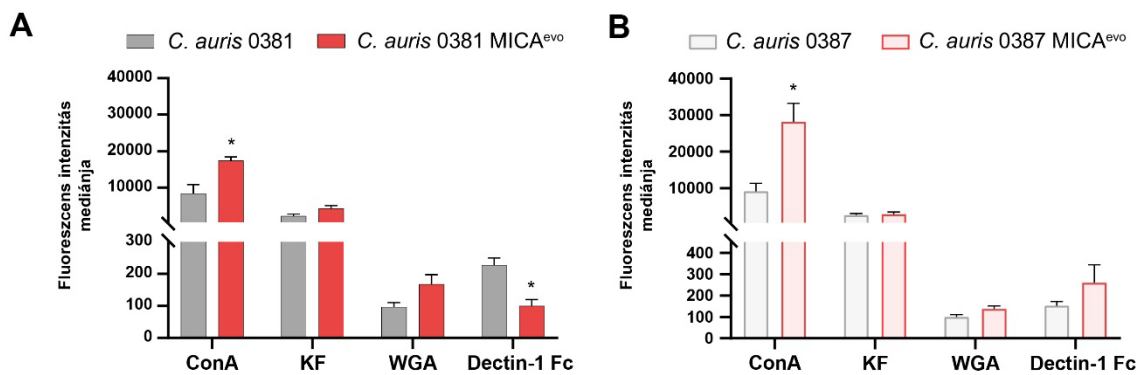 A
C. auris 0381
C. auris 0381 MICAᵉᵛᵒ
Fluoreszcens intenzitás
mediánja
40000
30000
20000
10000
300
200
100
0
*
*
ConA
KF
WGA
Dectin-1 Fc
B
C. auris 0387
C. auris 0387 MICAᵉᵛᵒ
Fluoreszcens intenzitás
mediánja
40000
30000
20000
10000
400
300
200
100
0
*
ConA
KF
WGA
Dectin-1 Fc